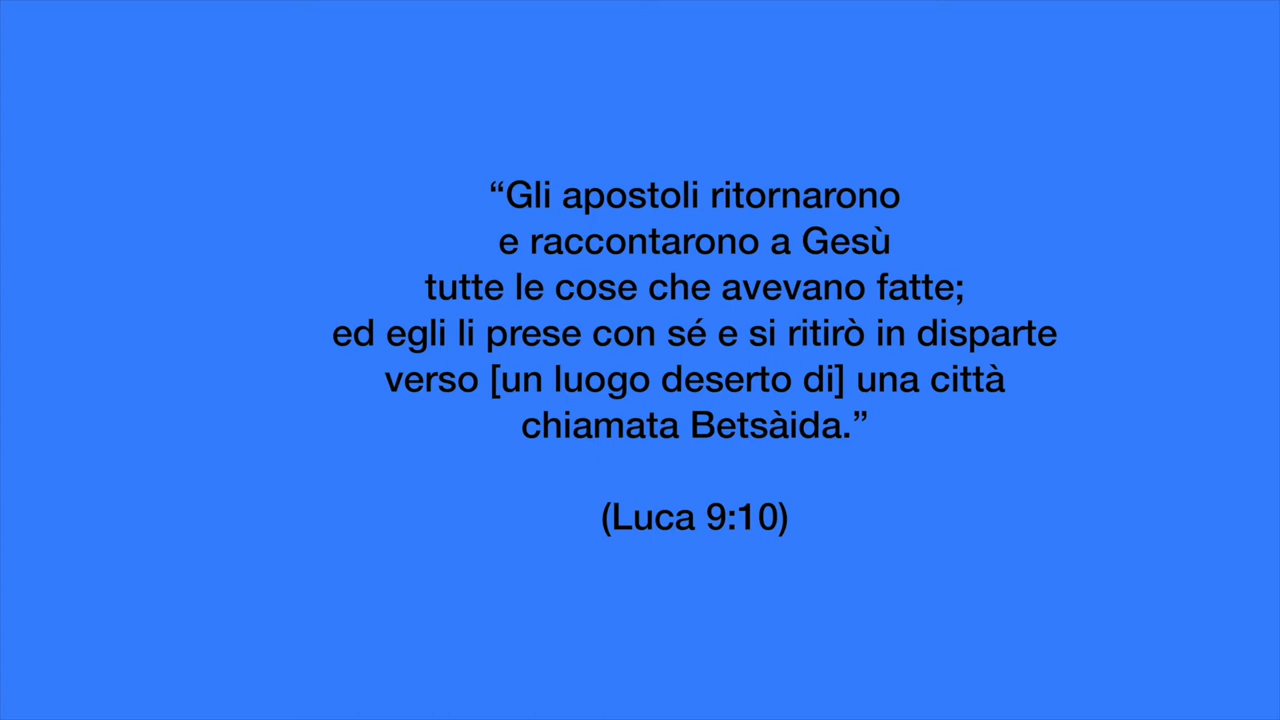 “Gli apostoli ritornarono
e raccontarono a Gesù
tutte le cose che avevano fatte;
ed egli li prese con sé e si ritirò in disparte
verso [un luogo deserto di] una città
chiamata Betsàida.”
(Luca 9:10)